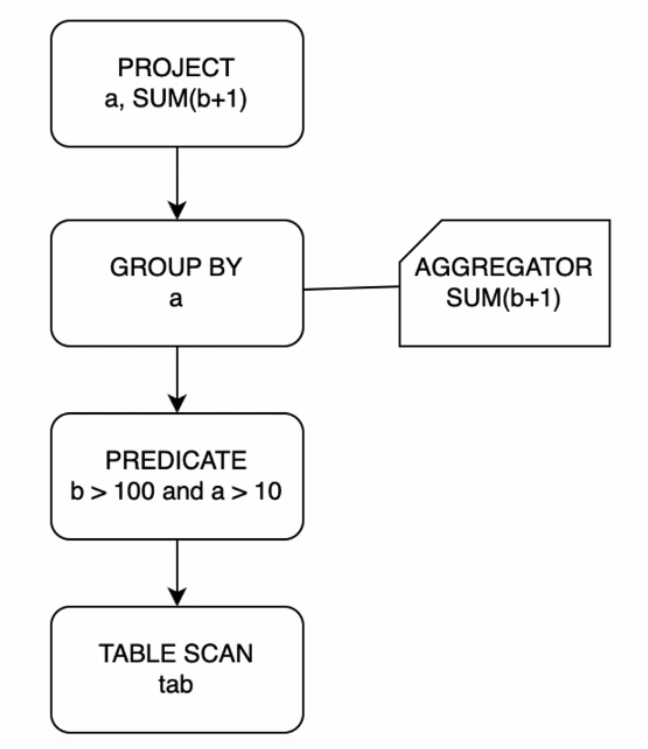 PROJECT
a, SUM(b+1)
GROUP BY
a
AGGREGATOR
SUM(b+1)
PREDICATE
b > 100 and a > 10
TABLE SCAN
tab